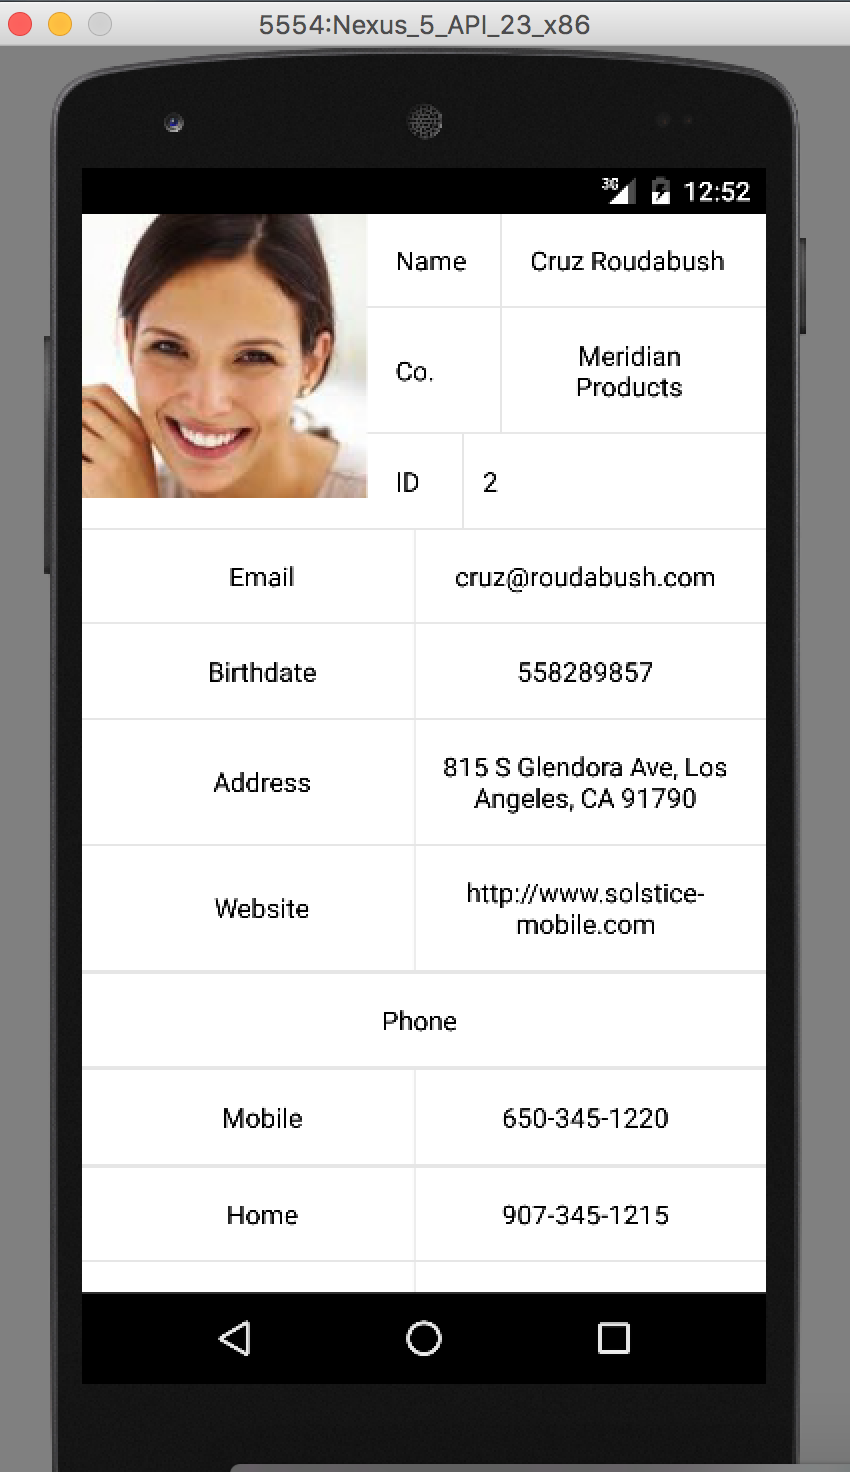 5554:Nexus_5_API_23_x86
3G 12:52
Name Cruz Roudabush
Co. Meridian
Products
ID 2
Email cruz@roudabush.com
Birthdate 558289857
Address 815 S Glendora Ave, Los
Angeles, CA 91790
Website http://www.solstice-
mobile.com
Phone
Mobile 650-345-1220
Home 907-345-1215